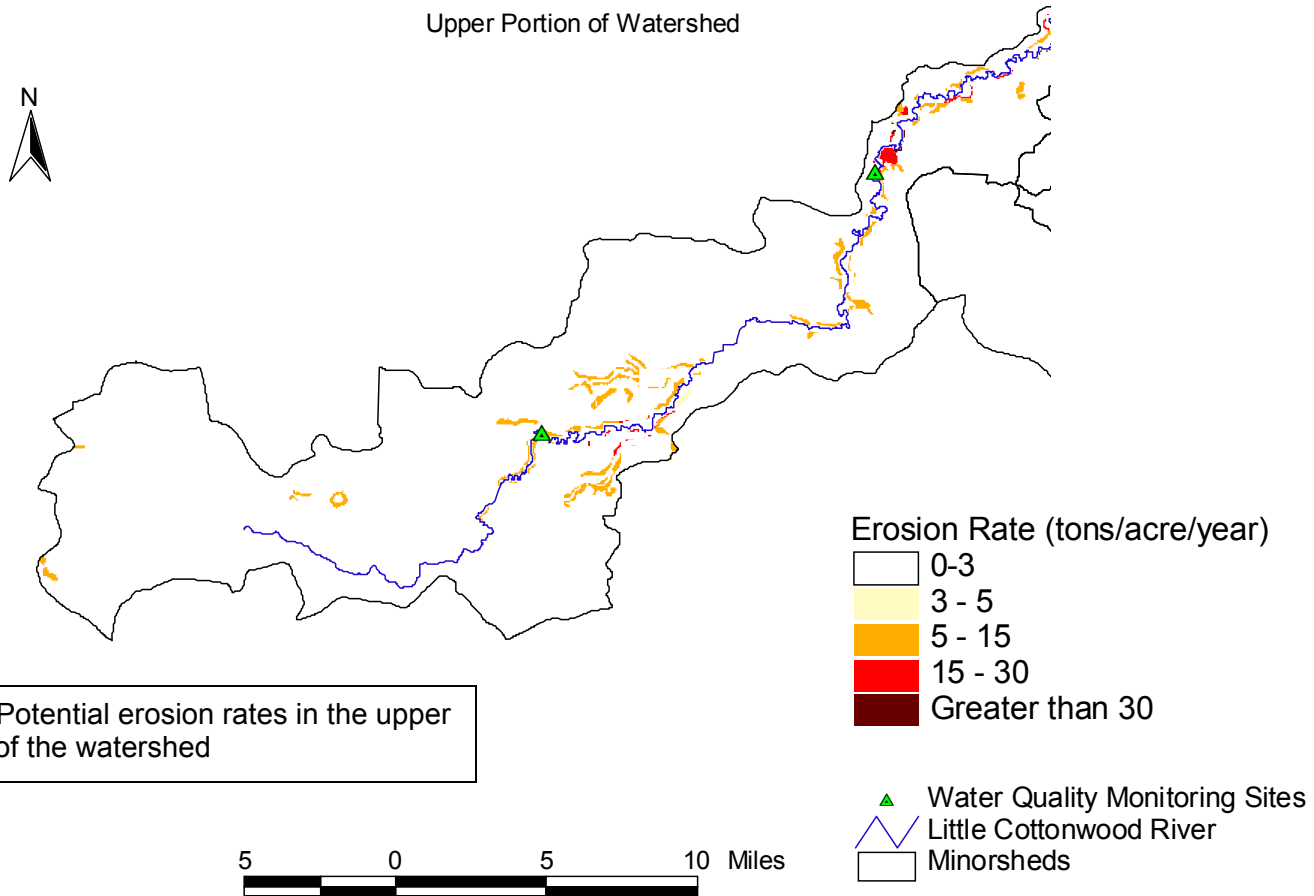 Upper Portion of Watershed
N
Erosion Rate (tons/acre/year)
0-3
3 - 5
5 - 15
15 - 30
Greater than 30
Potential erosion rates in the upper
of the watershed
Water Quality Monitoring Sites
Little Cottonwood River
Minorsheds
5 0 5 10 Miles